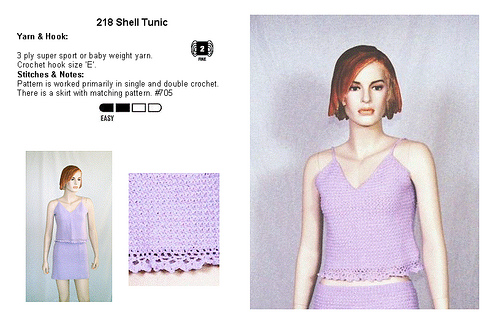 218 Shell Tunic
Yarn & Hook:
2
FINE
3 ply super sport or baby weight yarn.
Crochet hook size 'E'.
Stitches & Notes:
Pattern is worked primarily in single and double crochet.
There is a skirt with matching pattern. #705
EASY